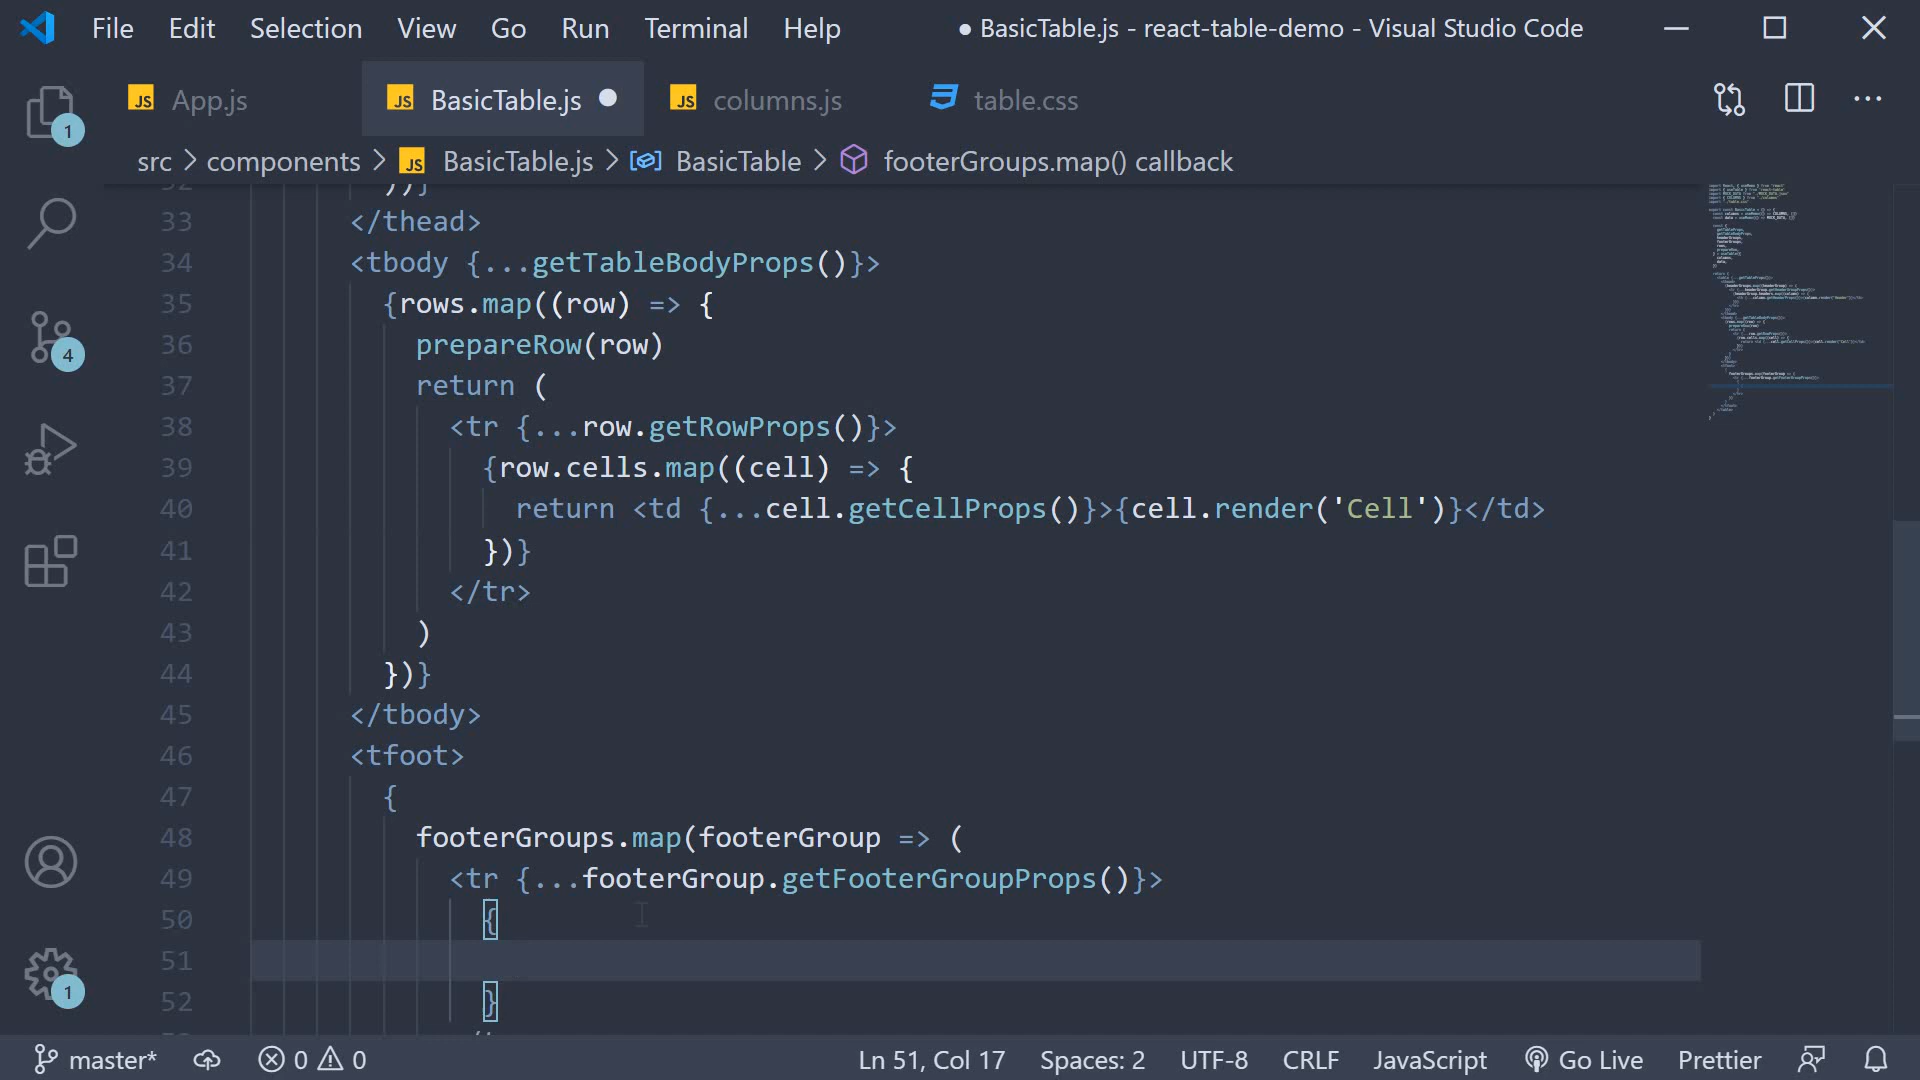 File Edit Selection View Go Run Terminal Help ● BasicTable.js - react-table-demo - Visual Studio Code
JS App.js JS BasicTable.js ● JS columns.js table.css
src > components > JS BasicTable.js > BasicTable > footerGroups.map() callback
32 ))}
33 </thead>
34 <tbody {...getTableBodyProps()}>
35 {rows.map((row) => {
36 prepareRow(row)
37 return (
38 <tr {...row.getRowProps()}>
39 {row.cells.map((cell) => {
40 return <td {...cell.getCellProps()}>{cell.render('Cell')}</td>
41 })}
42 </tr>
43 )
44 })}
45 </tbody>
46 <tfoot>
47 {
48 footerGroups.map(footerGroup => (
49 <tr {...footerGroup.getFooterGroupProps()}>
50 {
51
52 }
1
4
1
master* 0 0 Ln 51, Col 17 Spaces: 2 UTF-8 CRLF JavaScript Go Live Prettier